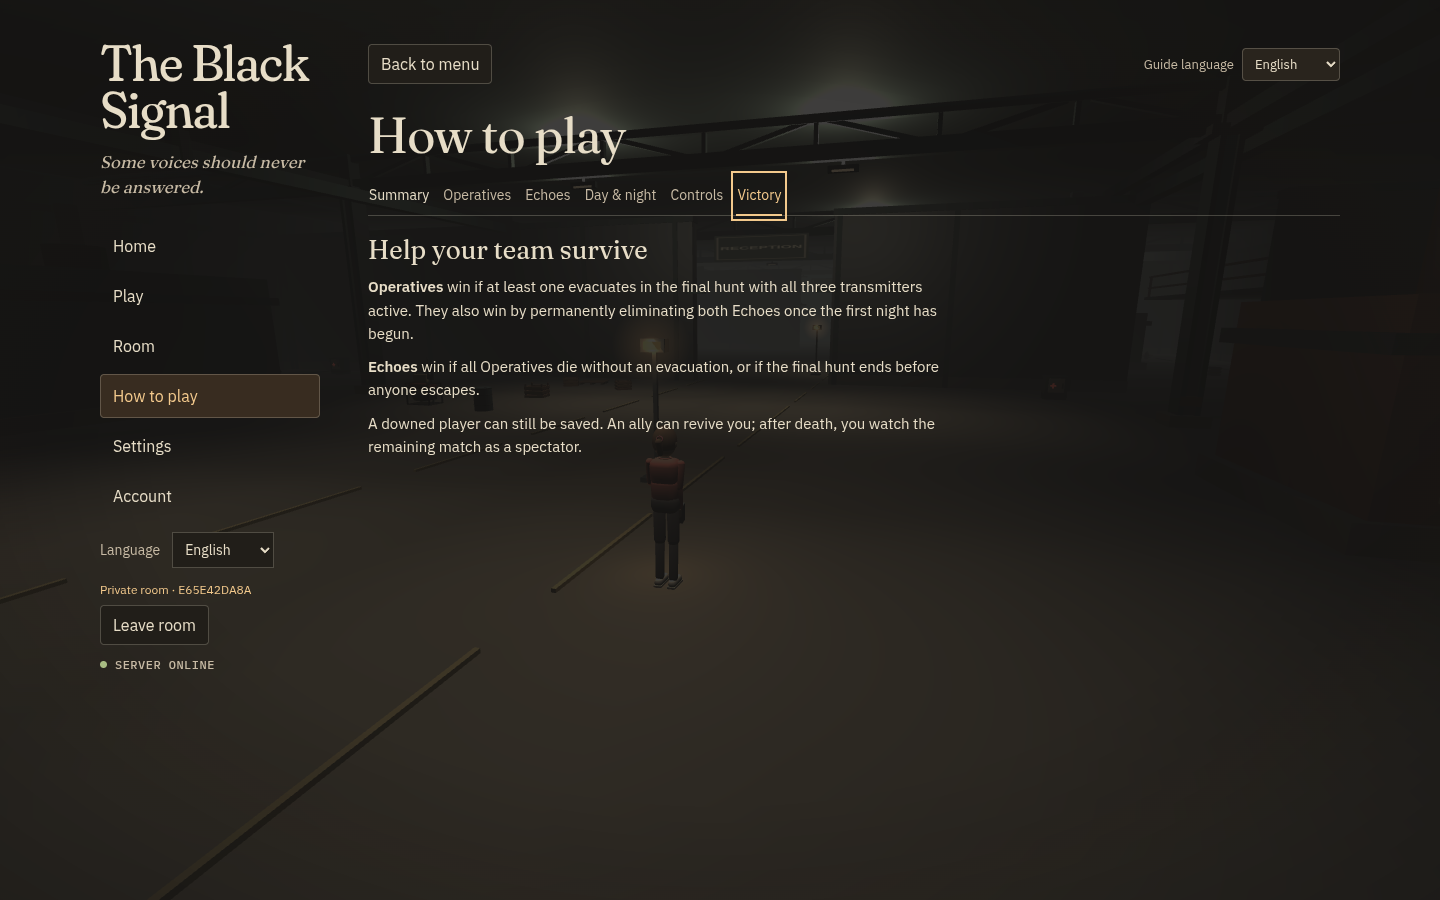 The Black
Signal
Some voices should never
be answered.
Home
Play
Room
How to play
Settings
Account
Language English
Private room · E65E42DA8A
Leave room
SERVER ONLINE
Back to menu
Guide language English
How to play
Summary Operatives Echoes Day & night Controls Victory
Help your team survive
Operatives win if at least one evacuates in the final hunt with all three transmitters
active. They also win by permanently eliminating both Echoes once the first night has
begun.
Echoes win if all Operatives die without an evacuation, or if the final hunt ends before
anyone escapes.
A downed player can still be saved. An ally can revive you; after death, you watch the
remaining match as a spectator.
RECEPTION